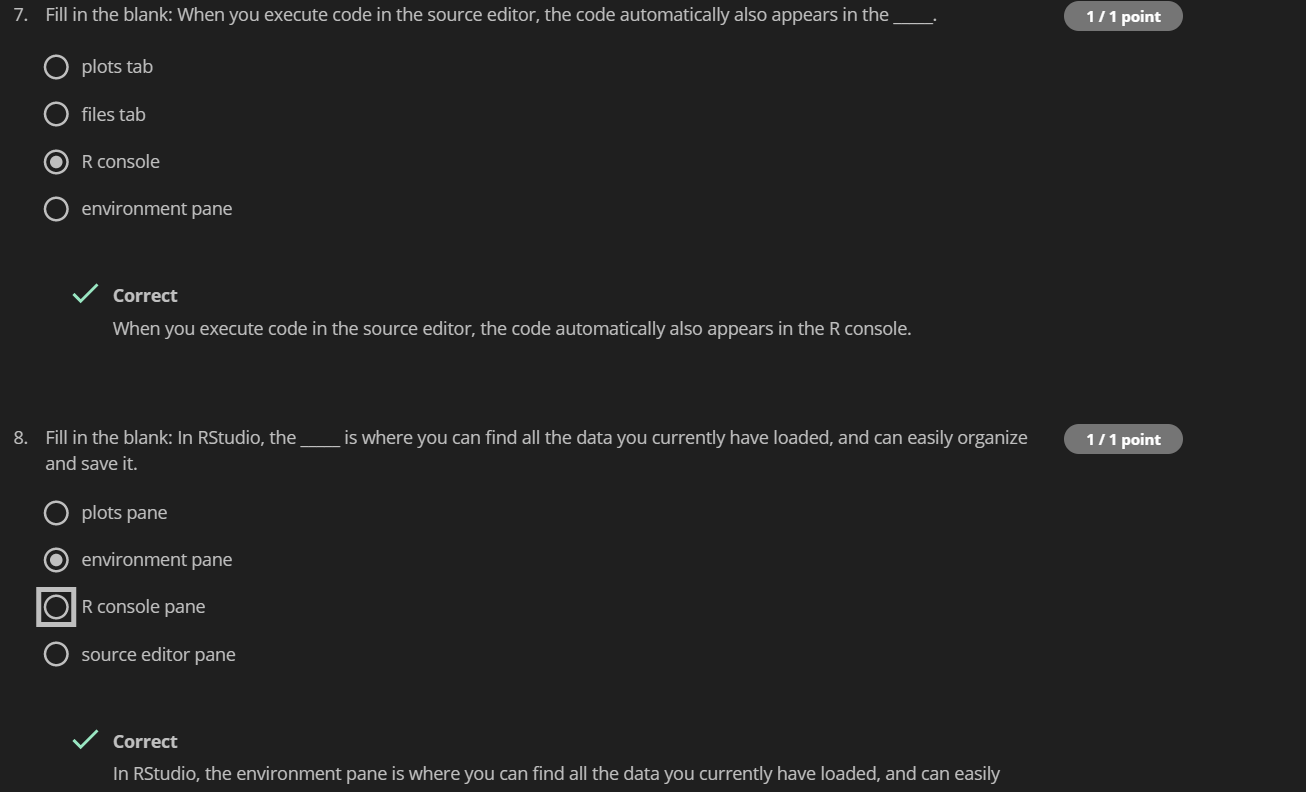 7. Fill in the blank: When you execute code in the source editor, the code automatically also appears in the _____. 1 / 1 point
plots tab
files tab
R console
environment pane
Correct
When you execute code in the source editor, the code automatically also appears in the R console.
8. Fill in the blank: In RStudio, the _____ is where you can find all the data you currently have loaded, and can easily organize 1 / 1 point
and save it.
plots pane
environment pane
R console pane
source editor pane
Correct
In RStudio, the environment pane is where you can find all the data you currently have loaded, and can easily